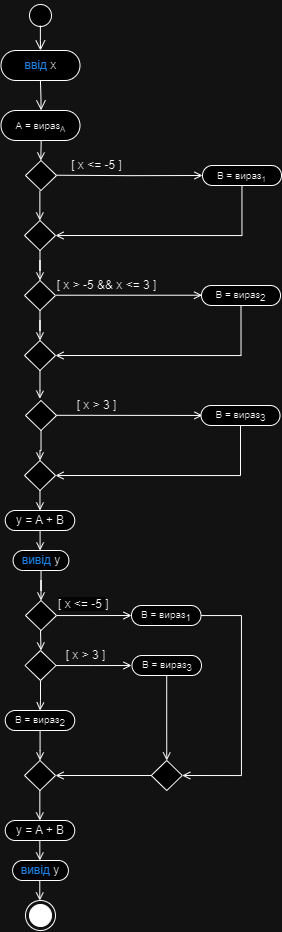 ввід x
A = виразA
[ x <= -5 ]
B = вираз1
[ x > -5 && x <= 3 ]
B = вираз2
[ x > 3 ]
B = вираз3
y = A + B
вивід y
[ x <= -5 ]
B = вираз1
[ x > 3 ]
B = вираз3
B = вираз2
y = A + B
вивід y